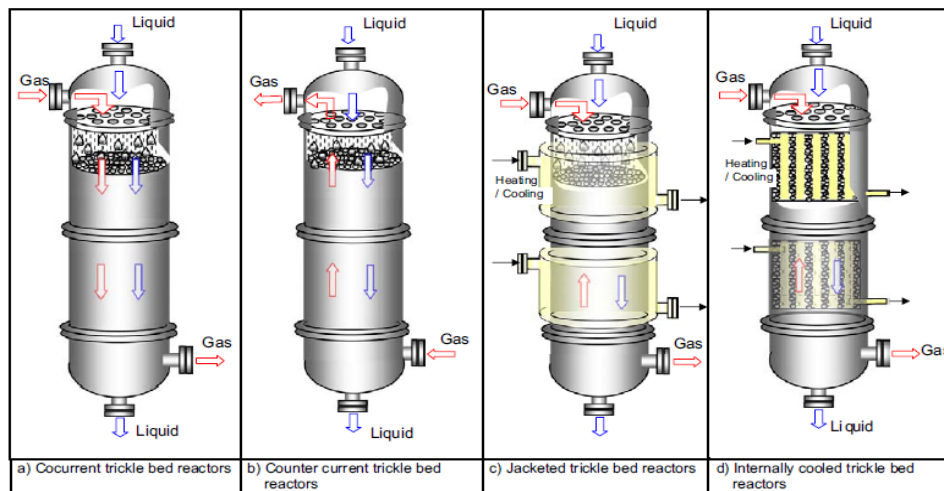 Liquid
Gas
Gas
Liquid
a) Cocurrent trickle bed reactors
Liquid
Gas
Gas
Liquid
b) Counter current trickle bed
reactors
Liquid
Gas
Heating
/ Cooling
Gas
Liquid
c) Jacketed trickle bed reactors
Liquid
Gas
Heating
/ Cooling
Gas
Liquid
d) Internally cooled trickle bed
reactors